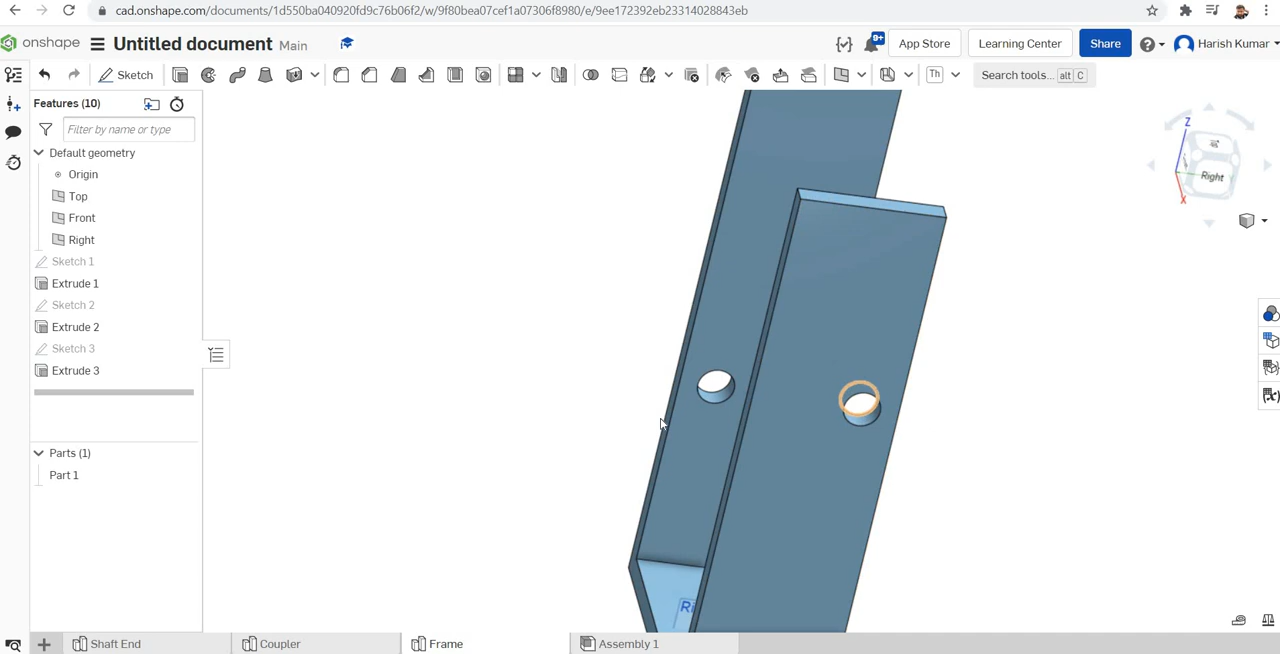 cad.onshape.com/documents/1d550ba040920fd9c76b06f2/w/9f80bea07cef1a07306f8980/e/9ee172392eb23314028843eb
onshape Untitled document Main 9+ App Store Learning Center Share Harish Kumar
Sketch Th Search tools... alt C
Features (10)
Filter by name or type
Default geometry
Origin
Top
Front
Right
Sketch 1
Extrude 1
Sketch 2
Extrude 2
Sketch 3
Extrude 3
Parts (1)
Part 1
Z
Right
X
Ri
Shaft End Coupler Frame Assembly 1